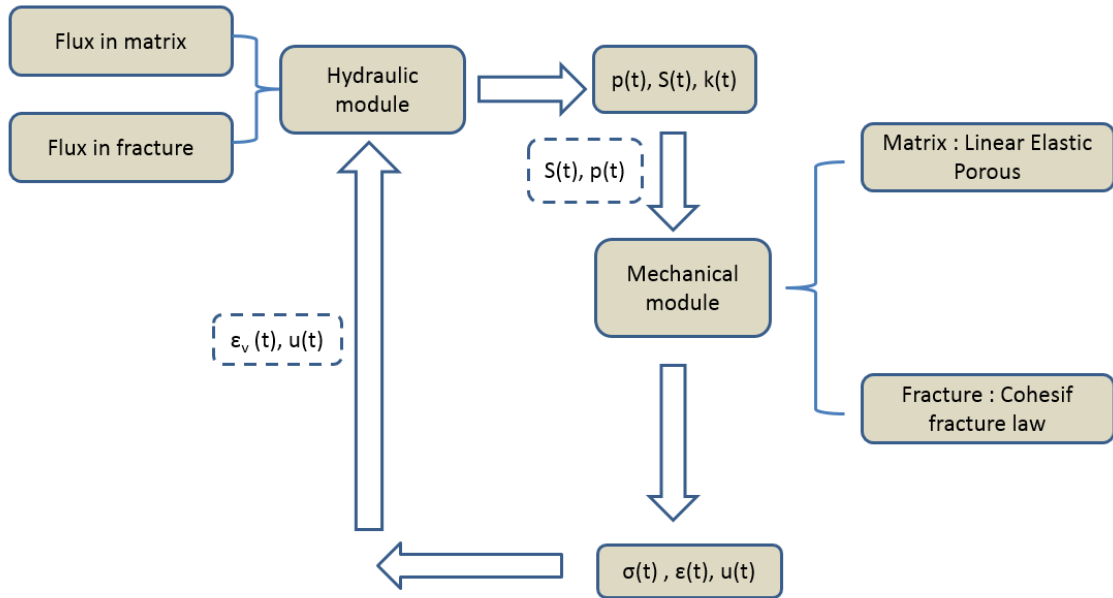 Flux in matrix
Flux in fracture
Hydraulic
module
p(t), S(t), k(t)
S(t), p(t)
Matrix : Linear Elastic
Porous
Mechanical
module
Fracture : Cohesif
fracture law
εᵥ (t), u(t)
σ(t) , ε(t), u(t)